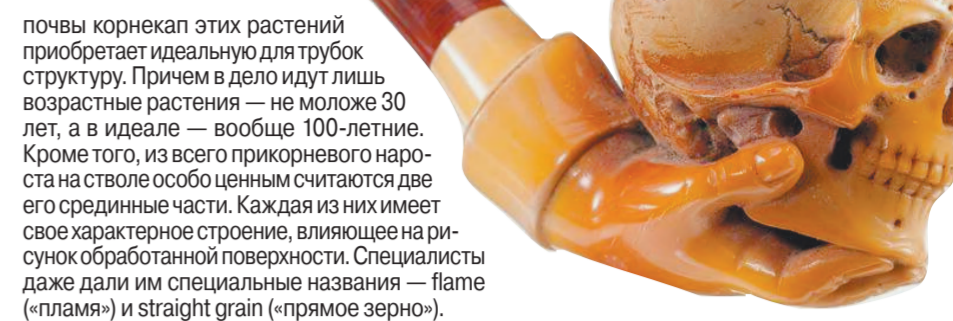 почвы корнекап этих растений
приобретает идеальную для трубок
структуру. Причем в дело идут лишь
возрастные растения — не моложе 30
лет, а в идеале — вообще 100-летние.
Кроме того, из всего прикорневого наро-
ста на стволе особо ценным считаются две
его срединные части. Каждая из них имеет
свое характерное строение, влияющее на ри-
сунок обработанной поверхности. Специалисты
даже дали им специальные названия — flame
(«пламя») и straight grain («прямое зерно»).